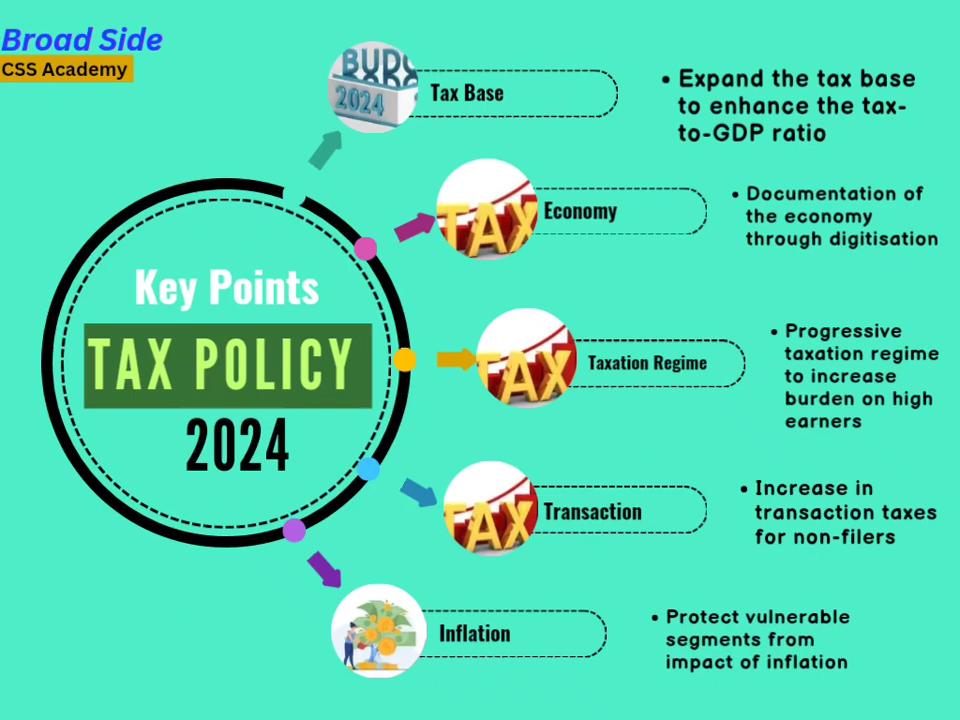 Broad Side
CSS Academy
Key Points
TAX POLICY
2024
BUDG
2024
Tax Base
• Expand the tax base
to enhance the tax-
to-GDP ratio
TAX
Economy
• Documentation of
the economy
through digitisation
TAX
Taxation Regime
• Progressive
taxation regime
to increase
burden on high
earners
TAX
Transaction
• Increase in
transaction taxes
for non-filers
Inflation
• Protect vulnerable
segments from
impact of inflation